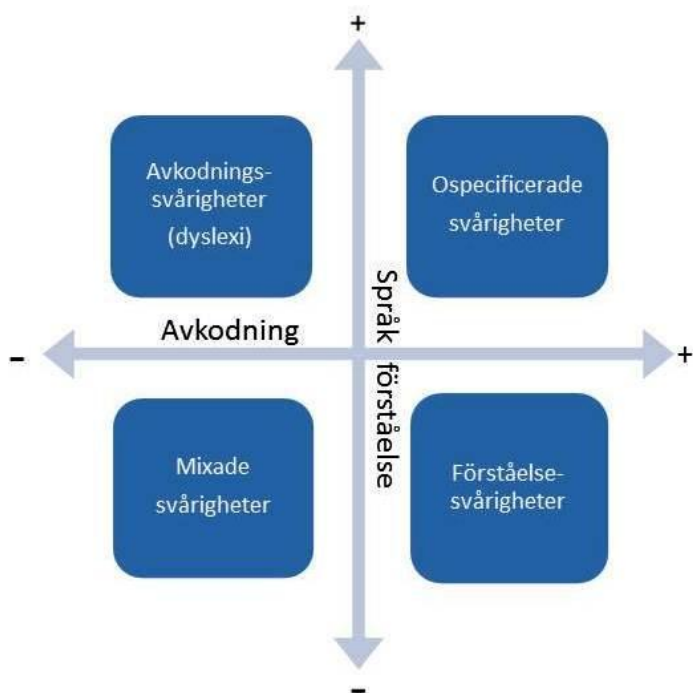 +
Avkodnings-
svårigheter
(dyslexi)
Ospecificerade
svårigheter
Språk förståelse
Avkodning
-
+
Mixade
svårigheter
Förståelse-
svårigheter
-